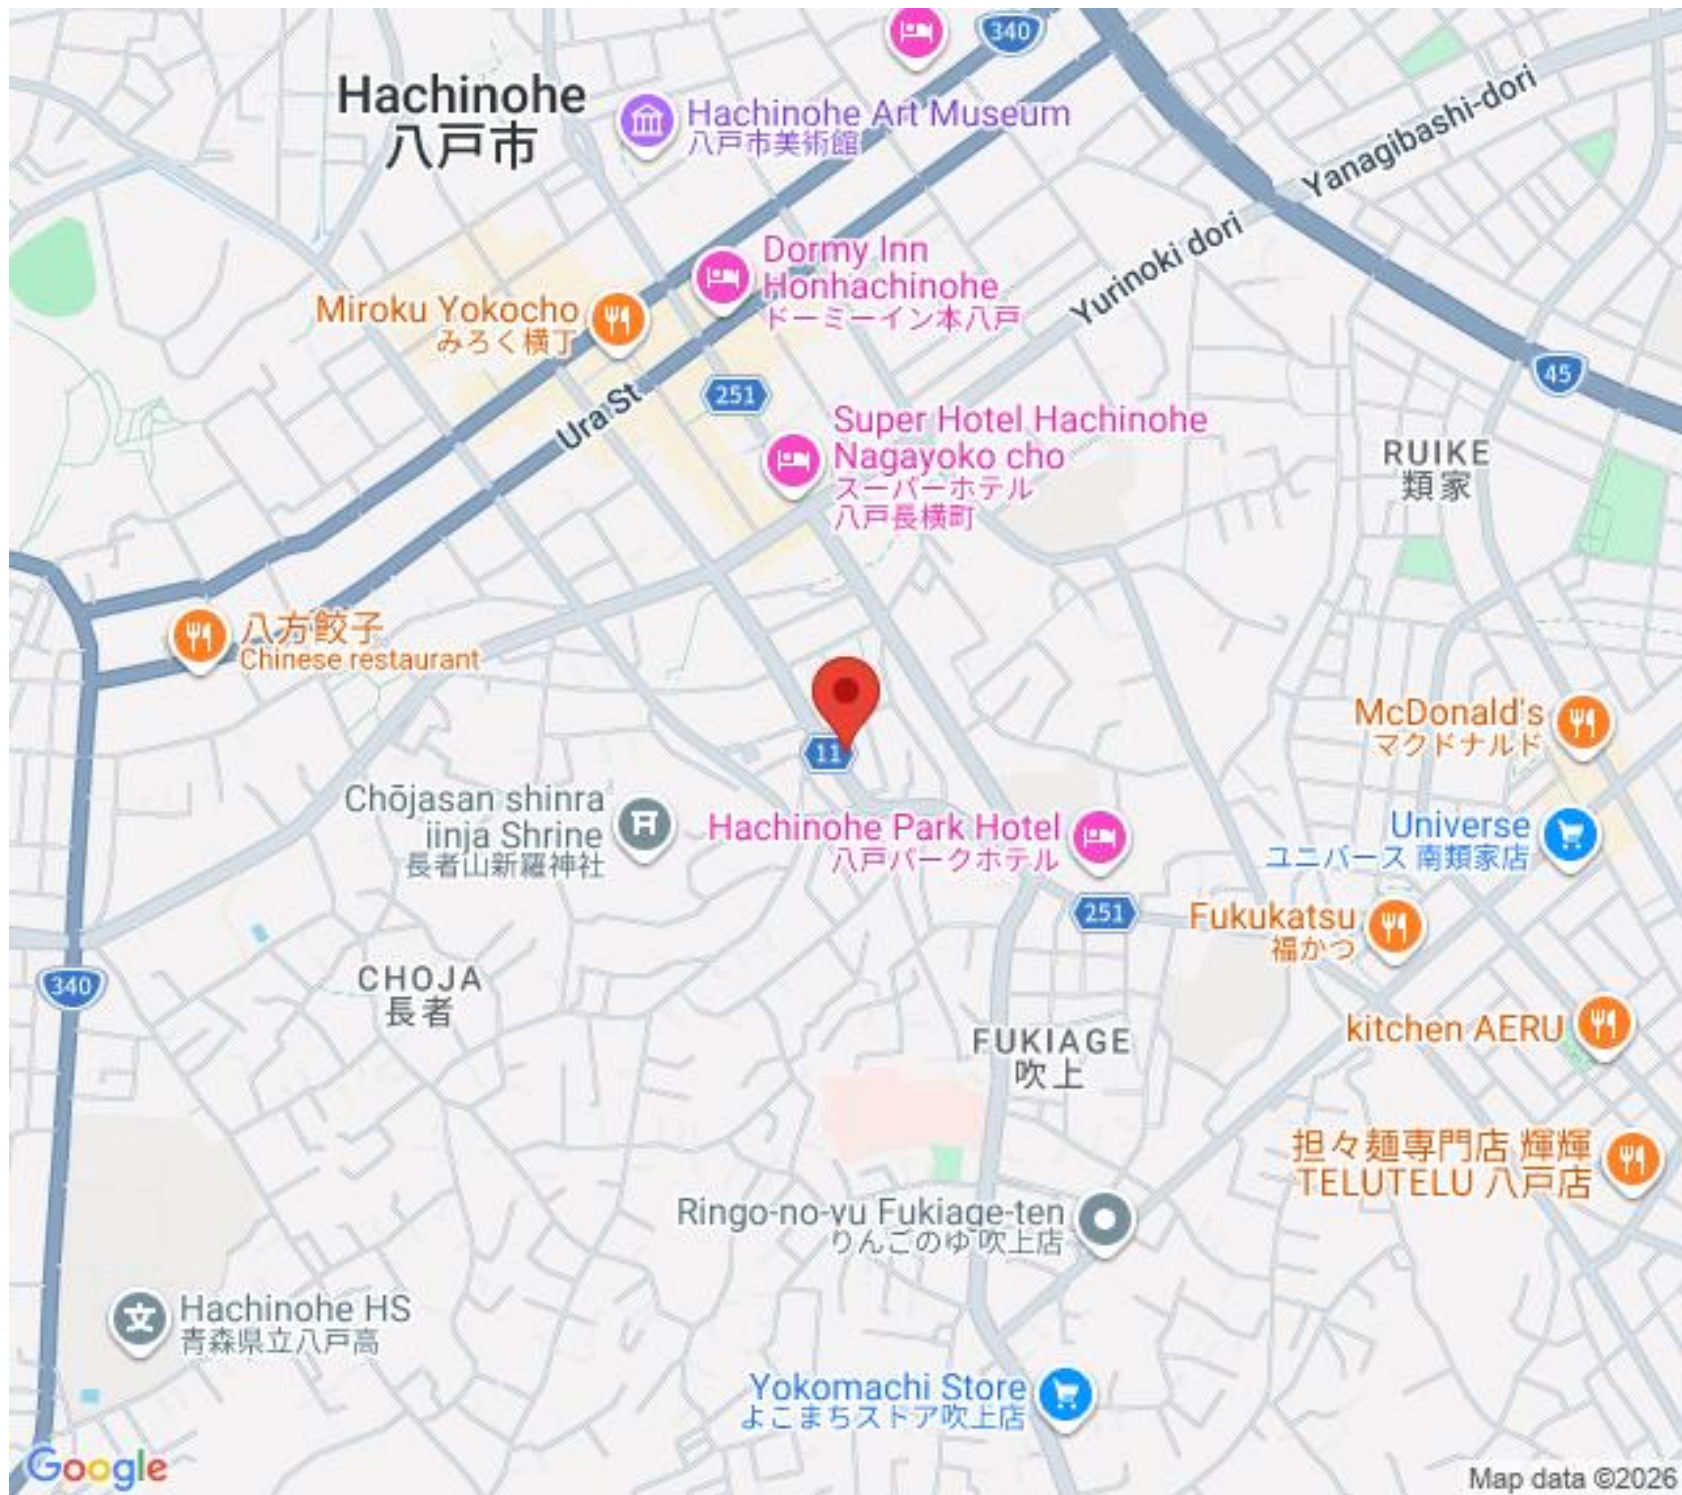 340
Hachinohe
八戸市
Hachinohe Art Museum
八戸市美術館
Yanagibashi-dori
Yurinoki dori
Dormy Inn
Honhachinohe
ドーミーイン本八戸
Miroku Yokocho
みろく横丁
45
251
Ura St
Super Hotel Hachinohe
Nagayoko cho
スーパーホテル
八戸長横町
RUIKE
類家
八方餃子
Chinese restaurant
McDonald's
マクドナルド
11
Chōjasan shinra
jinja Shrine
長者山新羅神社
Hachinohe Park Hotel
八戸パークホテル
Universe
ユニバース 南類家店
251
Fukukatsu
福かつ
CHOJA
長者
340
kitchen AERU
FUKIAGE
吹上
担々麺専門店 輝輝
TELUTELU 八戸店
Ringo-no-yu Fukiage-ten
りんごのゆ 吹上店
文
Hachinohe HS
青森県立八戸高
Yokomachi Store
よこまちストア吹上店
Google
Map data ©2026